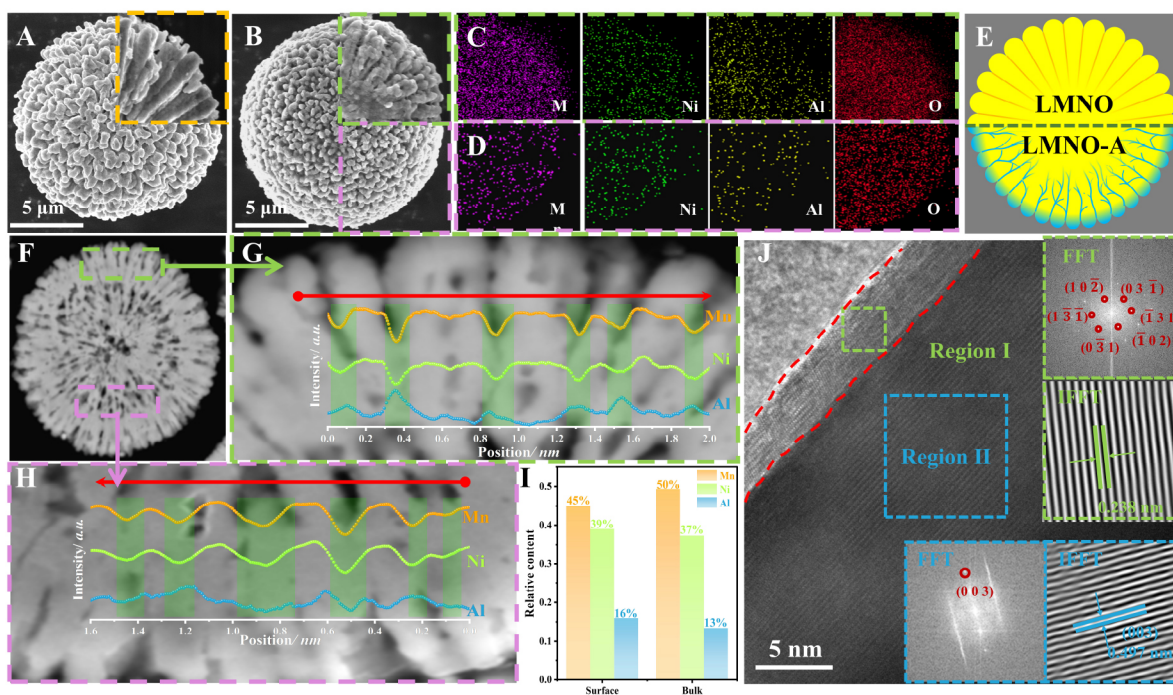 A
5 μm
B
5 μm
C
M
Ni
Al
O
D
M
Ni
Al
O
E
LMNO
LMNO-A
F
G
Intensity/ a.u.
Mn
Ni
Al
0.0 0.2 0.4 0.6 0.8 1.0 1.2 1.4 1.6 1.8 2.0
Position/ nm
H
Intensity/ a.u.
Mn
Ni
Al
1.6 1.4 1.2 1.0 0.8 0.6 0.4 0.2 0.0
Position/ nm
I
Mn
Ni
Al
Relative content
0.5
0.4
0.3
0.2
0.1
0.0
45%
39%
16%
50%
37%
13%
Surface
Bulk
J
Region I
Region II
5 nm
FFT
(1 0 2̄)
(0 3 1̄)
(1 3̄ 1̄)
(1̄ 3 1)
(0 3̄ 1)
(1̄ 0 2)
IFFT
0.238 nm
FFT
(0 0 3)
IFFT
(003)
0.497 nm